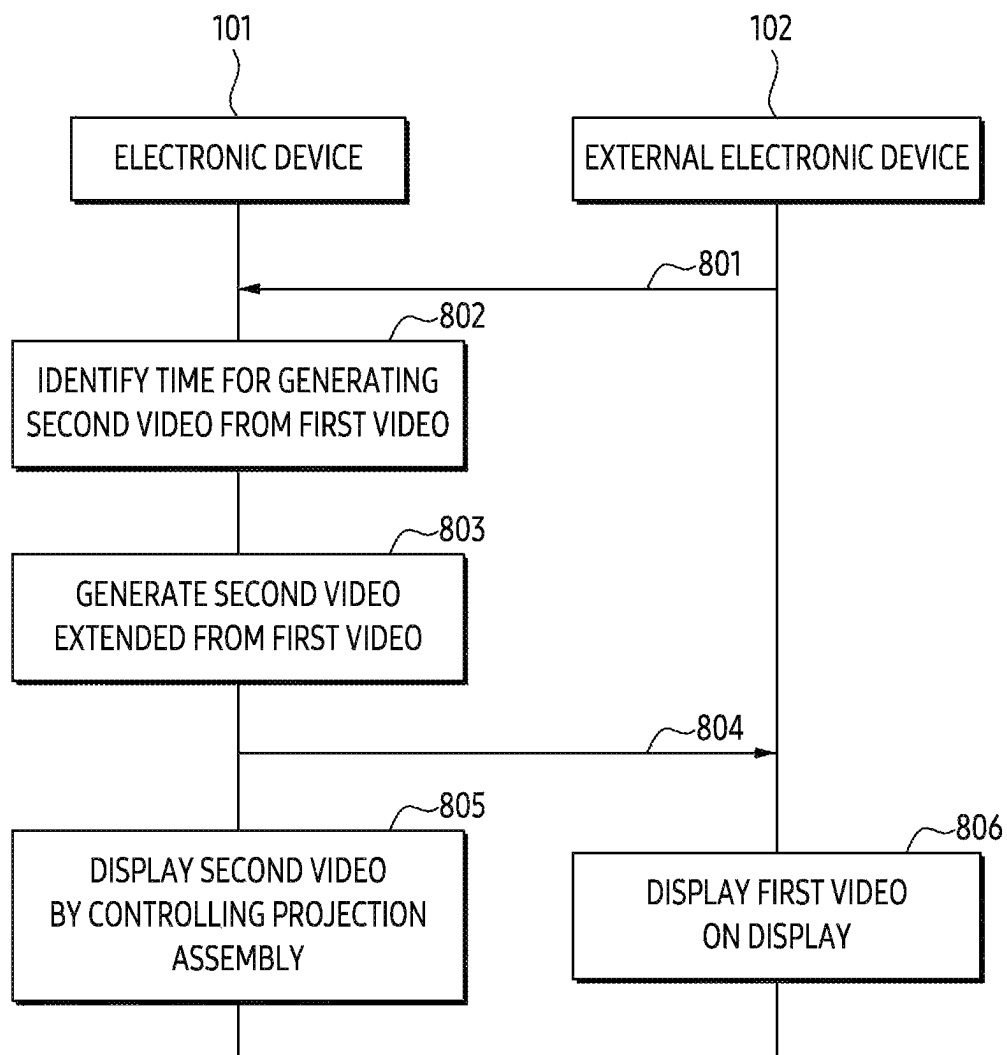 101
102
ELECTRONIC DEVICE
EXTERNAL ELECTRONIC DEVICE
801
802
IDENTIFY TIME FOR GENERATING
SECOND VIDEO FROM FIRST VIDEO
803
GENERATE SECOND VIDEO
EXTENDED FROM FIRST VIDEO
804
805
DISPLAY SECOND VIDEO
BY CONTROLLING PROJECTION
ASSEMBLY
806
DISPLAY FIRST VIDEO
ON DISPLAY